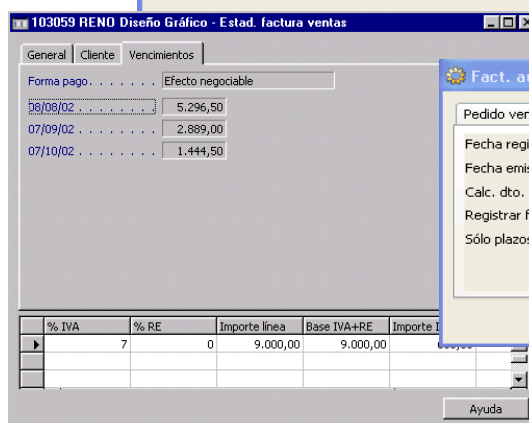 103059 RENO Diseño Gráfico - Estad. factura ventas
General Cliente Vencimientos
Forma pago. . . . . . . Efecto negociable
08/08/02 . . . . . . . . 5.296,50
07/09/02 . . . . . . . . 2.889,00
07/10/02 . . . . . . . . 1.444,50
Fact.
Pedido
Fecha
Fecha
Calc. dto.
Registrar
Sólo plazos
% IVA % RE Importe línea Base IVA+RE Importe
7 0 9.000,00 9.000,00
Ayuda